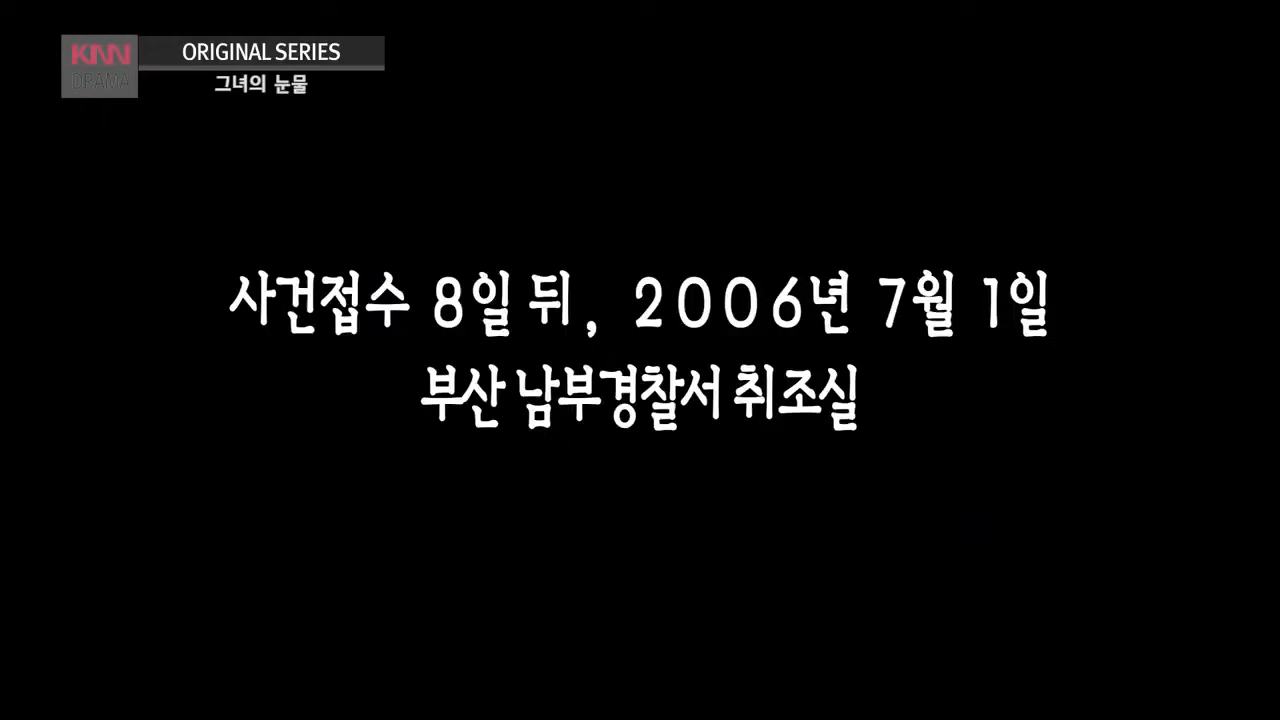 KNN
DRAMA
ORIGINAL SERIES
그녀의 눈물
사건접수 8일 뒤, 2006년 7월 1일
부산 남부경찰서 취조실